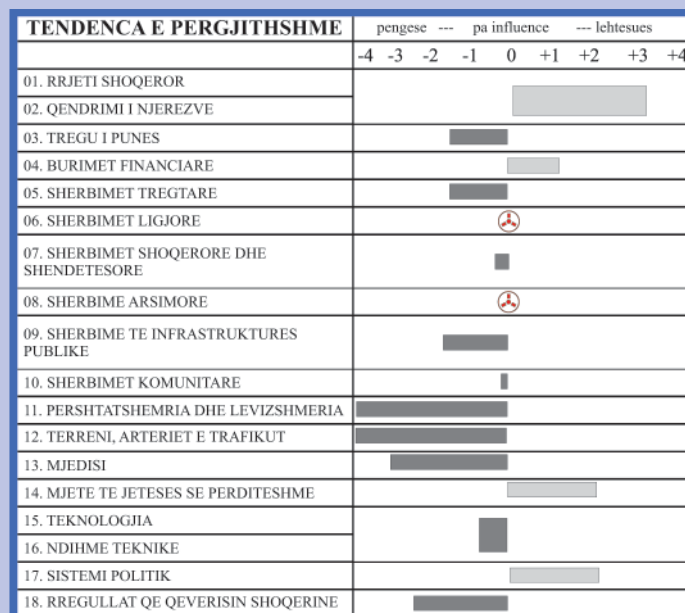 TENDENCA E PERGJITHSHME
pengese --- pa influence --- lehtesues
-4 -3 -2 -1 0 +1 +2 +3 +4
01. RRJETI SHOQEROR
02. QENDRIMI I NJEREZVE
03. TREGU I PUNES
04. BURIMET FINANCIARE
05. SHERBIMET TREGTARE
06. SHERBIMET LIGJORE
07. SHERBIMET SHOQERORE DHE
SHENDETESORE
08. SHERBIME ARSIMORE
09. SHERBIME TE INFRASTRUKTURES
PUBLIKE
10. SHERBIMET KOMUNITARE
11. PERSHTATSHEMRIA DHE LEVIZSHMERIA
12. TERRENI, ARTERIET E TRAFIKUT
13. MJEDISI
14. MJETE TE JETESES SE PERDITESHME
15. TEKNOLOGJIA
16. NDIHME TEKNIKE
17. SISTEMI POLITIK
18. RREGULLAT QE QEVERISIN SHOQERINE